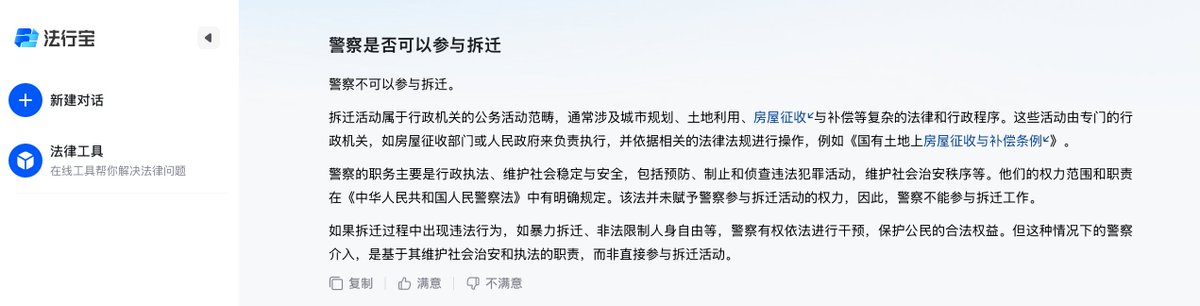 法行宝
新建对话
法律工具
在线工具帮你解决法律问题
警察是否可以参与拆迁
警察不可以参与拆迁。
拆迁活动属于行政机关的公务活动范畴，通常涉及城市规划、土地利用、房屋征收与补偿等复杂的法律和行政程序。这些活动由专门的行
政机关，如房屋征收部门或人民政府来负责执行，并依据相关的法律法规进行操作，例如《国有土地上房屋征收与补偿条例》。
警察的职务主要是行政执法、维护社会稳定与安全，包括预防、制止和侦查违法犯罪活动，维护社会治安秩序等。他们的权力范围和职责
在《中华人民共和国人民警察法》中有明确规定。该法并未赋予警察参与拆迁活动的权力，因此，警察不能参与拆迁工作。
如果拆迁过程中出现违法行为，如暴力拆迁、非法限制人身自由等，警察有权依法进行干预，保护公民的合法权益。但这种情况下的警察
介入，是基于其维护社会治安和执法的职责，而非直接参与拆迁活动。
复制 满意 不满意